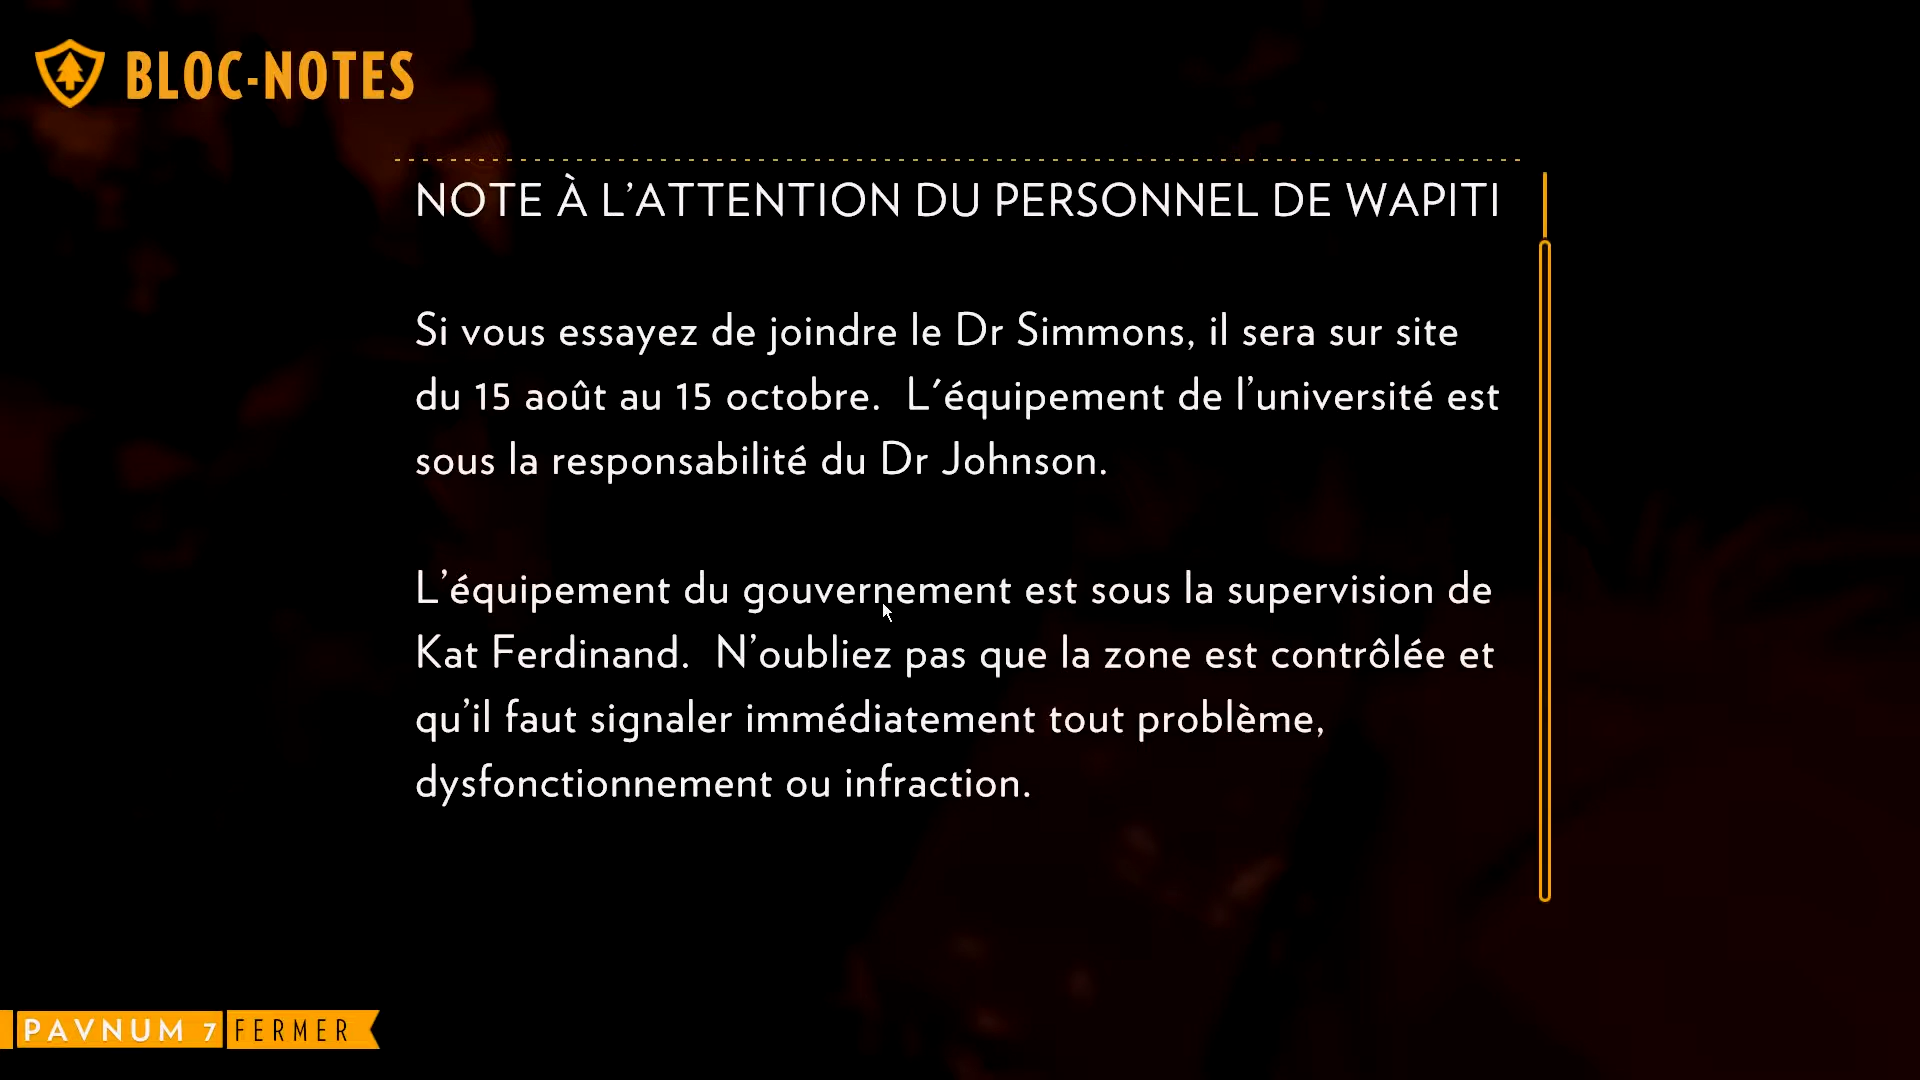 BLOC-NOTES
NOTE À L’ATTENTION DU PERSONNEL DE WAPITI
Si vous essayez de joindre le Dr Simmons, il sera sur site
du 15 août au 15 octobre.  L'équipement de l’université est
sous la responsabilité du Dr Johnson.
L’équipement du gouvernement est sous la supervision de
Kat Ferdinand.  N’oubliez pas que la zone est contrôlée et
qu’il faut signaler immédiatement tout problème,
dysfonctionnement ou infraction.
PAVNUM 7 FERMER